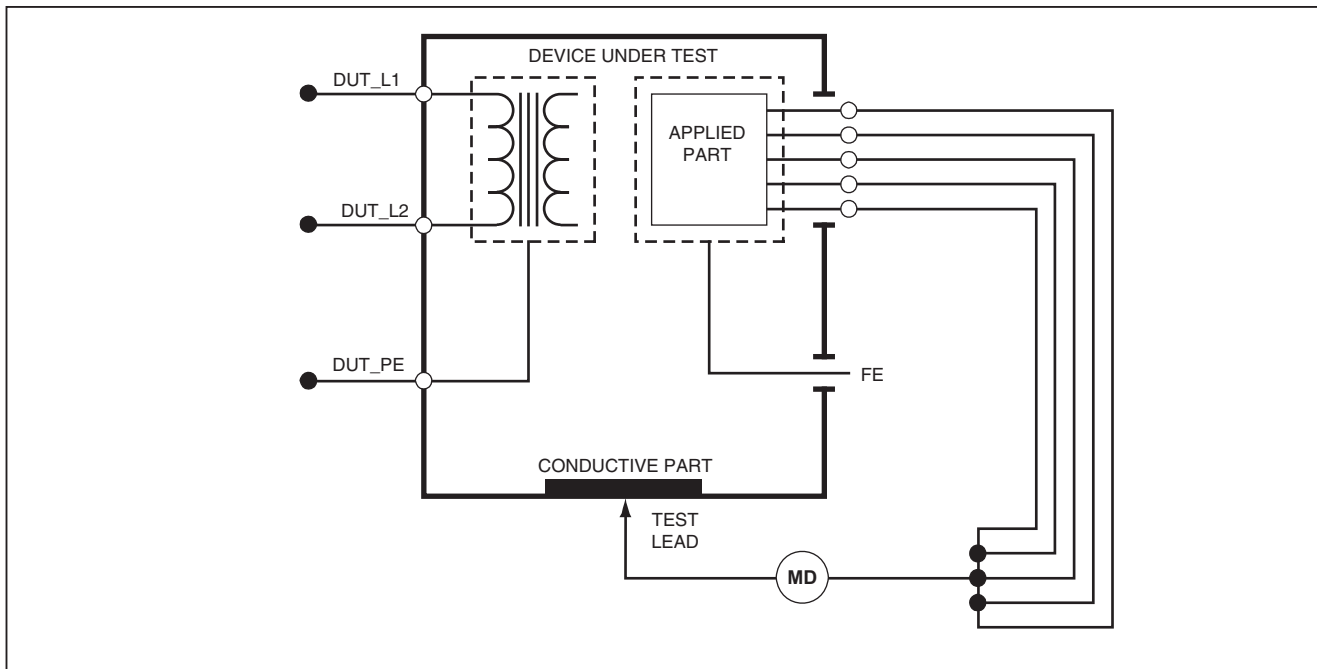 DEVICE UNDER TEST
DUT_L1
APPLIED
PART
DUT_L2
DUT_PE
FE
CONDUCTIVE PART
TEST
LEAD
MD